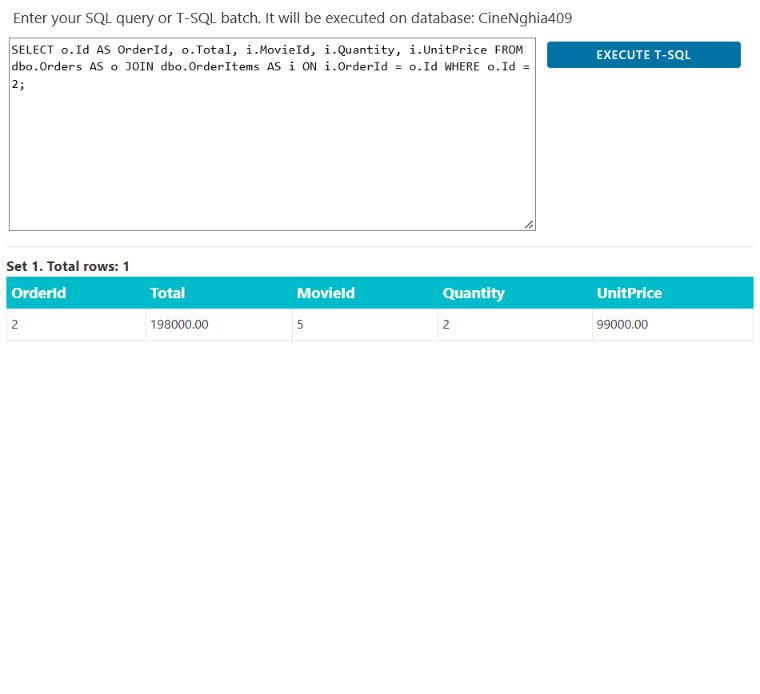 Enter your SQL query or T-SQL batch. It will be executed on database: CineNghia409
SELECT o.Id AS OrderId, o.Total, i.MovieId, i.Quantity, i.UnitPrice FROM
dbo.Orders AS o JOIN dbo.OrderItems AS i ON i.OrderId = o.Id WHERE o.Id =
2;
EXECUTE T-SQL
Set 1. Total rows: 1
OrderId Total MovieId Quantity UnitPrice
2 198000.00 5 2 99000.00